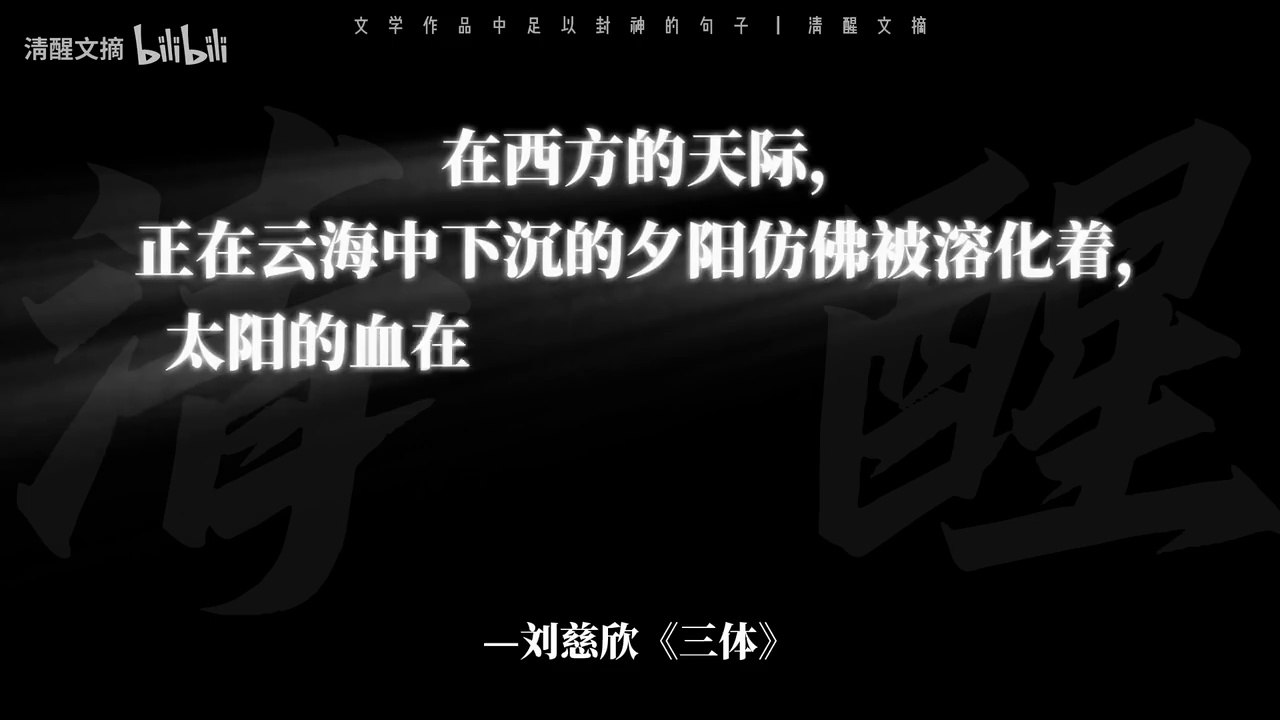 文学作品中足以封神的句子 | 清醒文摘
清醒文摘 bilibili
清醒
在西方的天际，
正在云海中下沉的夕阳仿佛被溶化着，
太阳的血在
—刘慈欣《三体》